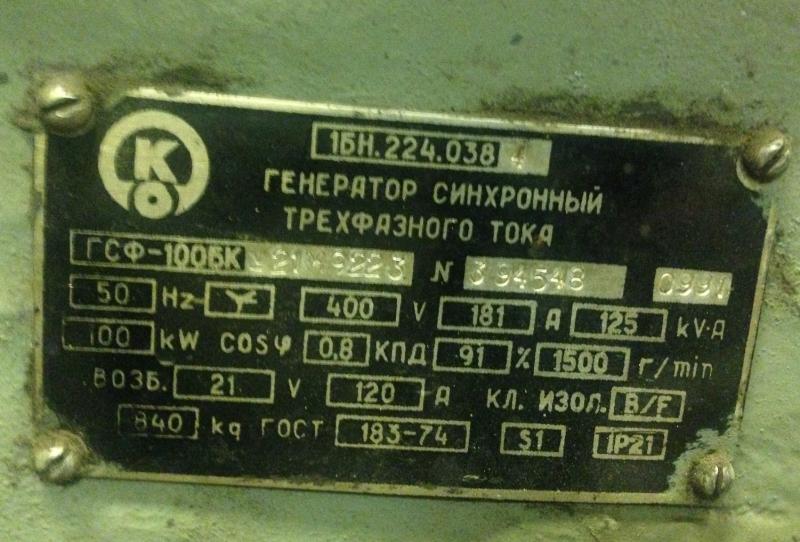 КО
1БН.224.038
ГЕНЕРАТОР СИНХРОННЫЙ
ТРЕХФАЗНОГО ТОКА
ГСФ-100БК N 394548 0991
50 Hz 400 V 181 A 125 kV·A
100 kW cosφ 0,8 КПД 91 % 1500 r/min
ВОЗБ. 21 V 120 A КЛ. ИЗОЛ. B/F
840 kg ГОСТ 183-74 S1 IP21